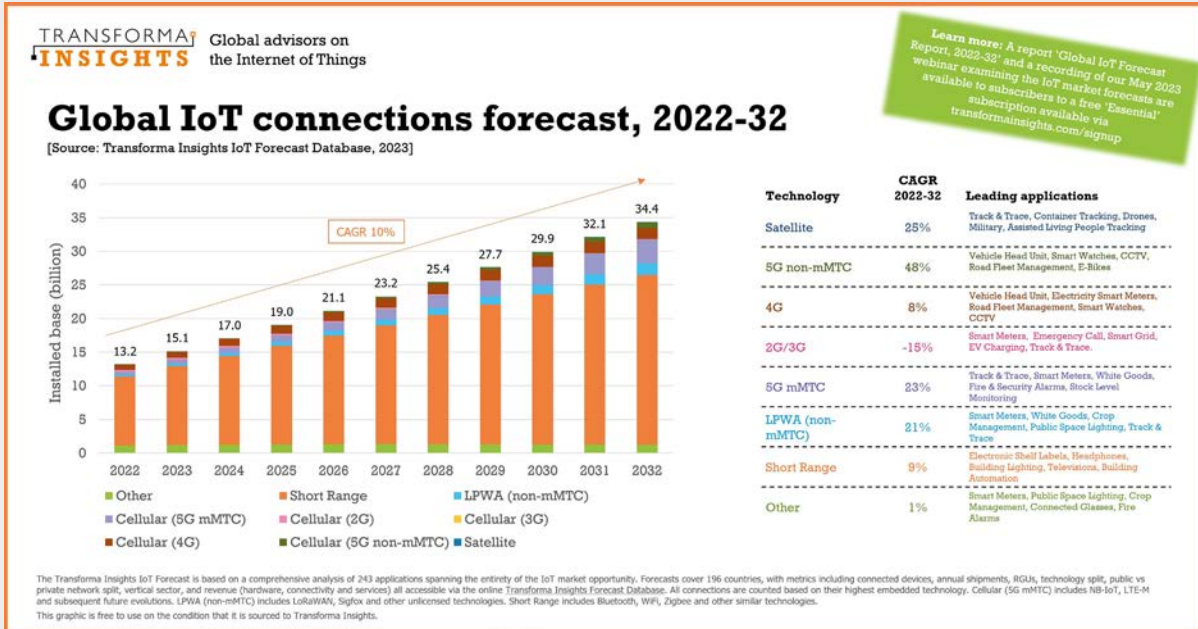 TRANSFORMA
INSIGHTS
Global advisors on
the Internet of Things
Learn more: A report 'Global IoT Forecast
Report, 2022-32' and a recording of our May 2023
webinar examining the IoT market forecasts are
available to subscribers to a free 'Essential'
subscription available via
transformainsights.com/signup
Global IoT connections forecast, 2022-32
[Source: Transforma Insights IoT Forecast Database, 2023]
Installed base (billion)
40
35
30
25
20
15
10
5
0
CAGR 10%
13.2
15.1
17.0
19.0
21.1
23.2
25.4
27.7
29.9
32.1
34.4
2022 2023 2024 2025 2026 2027 2028 2029 2030 2031 2032
Other Short Range LPWA (non-mMTC)
Cellular (5G mMTC) Cellular (2G) Cellular (3G)
Cellular (4G) Cellular (5G non-mMTC) Satellite
Technology CAGR 2022-32 Leading applications
Satellite 25% Track & Trace, Container Tracking, Drones,
Military, Assisted Living People Tracking
5G non-mMTC 48% Vehicle Head Unit, Smart Watches, CCTV,
Road Fleet Management, E-Bikes
4G 8% Vehicle Head Unit, Electricity Smart Meters,
Road Fleet Management, Smart Watches,
CCTV
2G/3G -15% Smart Meters, Emergency Call, Smart Grid,
EV Charging, Track & Trace.
5G mMTC 23% Track & Trace, Smart Meters, White Goods,
Fire & Security Alarms, Stock Level
Monitoring
LPWA (non-mMTC) 21% Smart Meters, White Goods, Crop
Management, Public Space Lighting, Track &
Trace
Short Range 9% Electronic Shelf Labels, Headphones,
Building Lighting, Televisions, Building
Automation
Other 1% Smart Meters, Public Space Lighting, Crop
Management, Connected Glasses, Fire
Alarms
The Transforma Insights IoT Forecast is based on a comprehensive analysis of 243 applications spanning the entirety of the IoT market opportunity. Forecasts cover 196 countries, with metrics including connected devices, annual shipments, RGUs, technology split, public vs
private network split, vertical sector, and revenue (hardware, connectivity and services) all accessible via the online Transforma Insights Forecast Database. All connections are counted based on their highest embedded technology. Cellular (5G mMTC) includes NB-IoT, LTE-M
and subsequent future evolutions. LPWA (non-mMTC) includes LoRaWAN, Sigfox and other unlicensed technologies. Short Range includes Bluetooth, WiFi, Zigbee and other similar technologies.
This graphic is free to use on the condition that it is sourced to Transforma Insights.